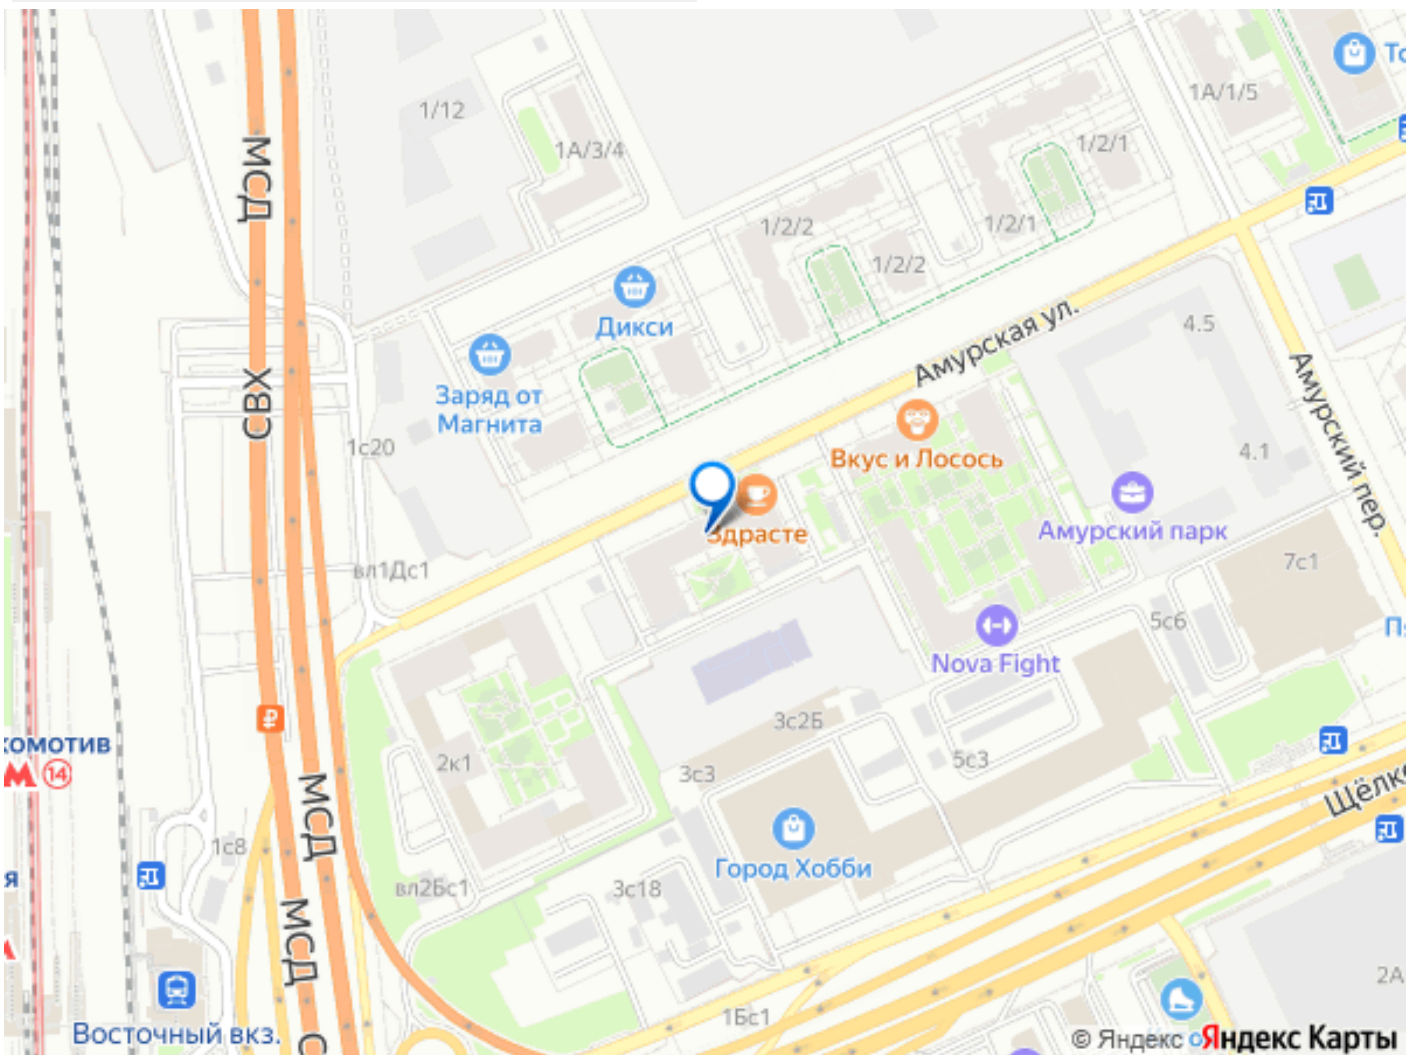 1/12
1А/3/4
1А/1/5
1/2/1
1/2/2
1/2/1
1/2/2
МСД
Дикси
Амурская ул.
4.5
Заряд от
Магнита
СВХ
1с20
Вкус и Лосось
4.1
Амурский пер.
Здрасте
Амурский парк
вл1Дс1
7с1
5с6
Nova Fight
3с2Б
5с3
2к1
3с3
14
МСД
Город Хобби
1с8
вл2Бс1
3с18
МСД
2А
1Бс1
Восточный вкз.
© Яндекс
Яндекс Карты